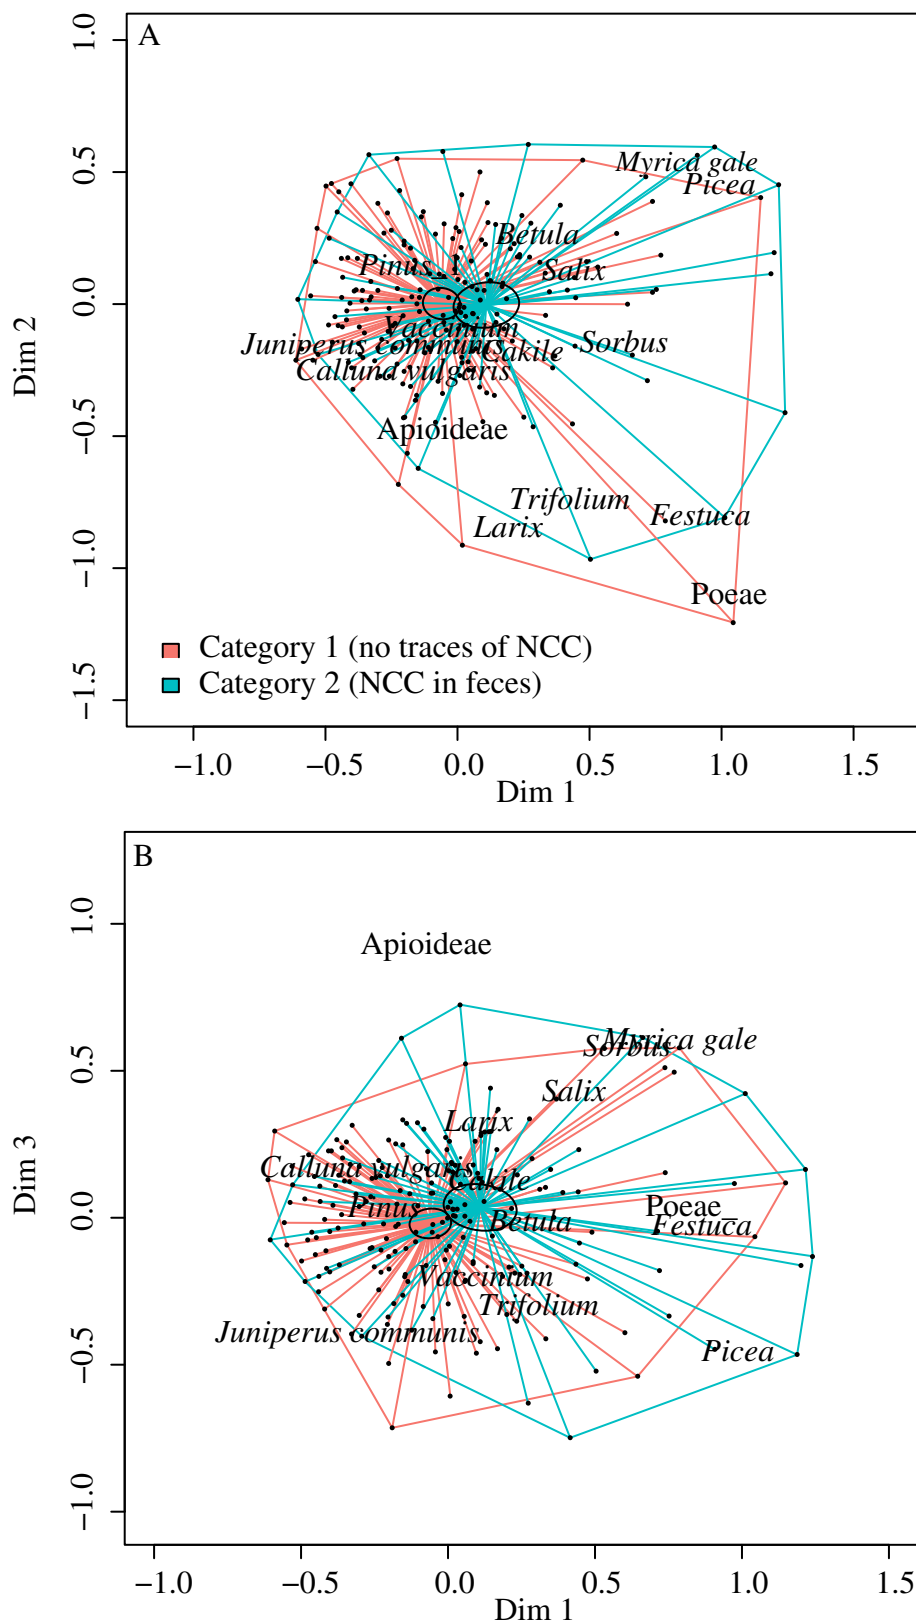 A
1.0
0.5
0.0
−0.5
−1.0
−1.5
Dim 2
Myrica gale
Picea
Betula
Pinus_1
Salix
Vaccinium
Juniperus communis
Cakile
Sorbus
Calluna vulgaris
Apioideae
Trifolium
Larix
Festuca
Poeae
Category 1 (no traces of NCC)
Category 2 (NCC in feces)
−1.0 −0.5 0.0 0.5 1.0 1.5
Dim 1
B
1.0
0.5
0.0
−0.5
−1.0
Dim 3
Apioideae
Myrica gale
Sorbus
Salix
Larix
Calluna vulgaris
Cakile
Pinus
Poeae_
Betula
Festuca
Vaccinium
Trifolium
Juniperus communis
Picea
−1.0 −0.5 0.0 0.5 1.0 1.5
Dim 1